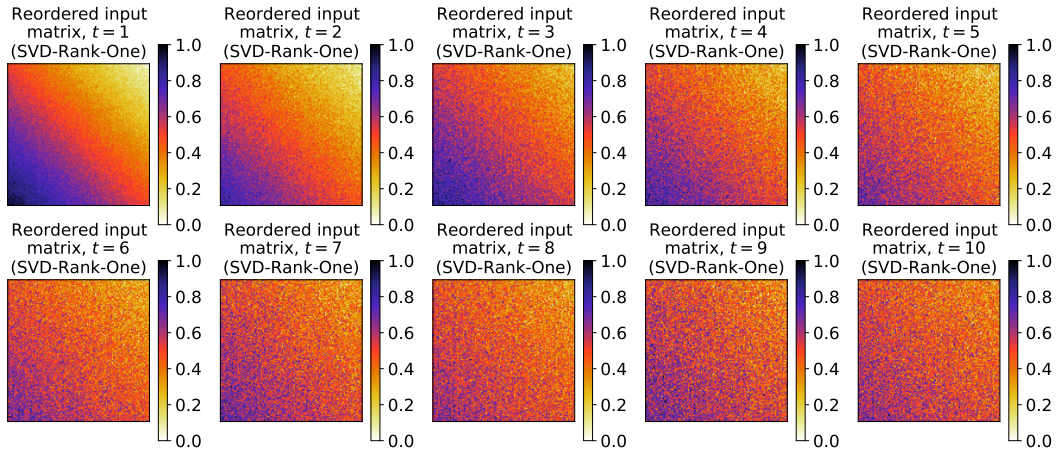 Reordered input
matrix, t = 1
(SVD-Rank-One)
1.0
0.8
0.6
0.4
0.2
0.0
Reordered input
matrix, t = 2
(SVD-Rank-One)
1.0
0.8
0.6
0.4
0.2
0.0
Reordered input
matrix, t = 3
(SVD-Rank-One)
1.0
0.8
0.6
0.4
0.2
0.0
Reordered input
matrix, t = 4
(SVD-Rank-One)
1.0
0.8
0.6
0.4
0.2
0.0
Reordered input
matrix, t = 5
(SVD-Rank-One)
1.0
0.8
0.6
0.4
0.2
0.0
Reordered input
matrix, t = 6
(SVD-Rank-One)
1.0
0.8
0.6
0.4
0.2
0.0
Reordered input
matrix, t = 7
(SVD-Rank-One)
1.0
0.8
0.6
0.4
0.2
0.0
Reordered input
matrix, t = 8
(SVD-Rank-One)
1.0
0.8
0.6
0.4
0.2
0.0
Reordered input
matrix, t = 9
(SVD-Rank-One)
1.0
0.8
0.6
0.4
0.2
0.0
Reordered input
matrix, t = 10
(SVD-Rank-One)
1.0
0.8
0.6
0.4
0.2
0.0